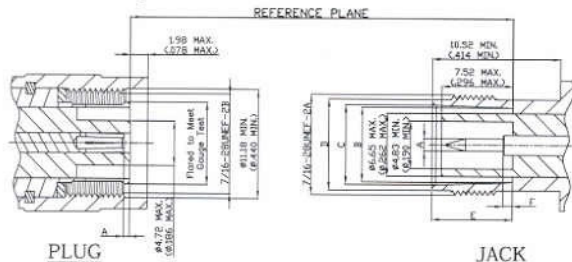 REFERENCE PLANE
1.98 MAX.
(.078 MAX.)
10.52 MIN.
(.414 MIN.)
7.52 MAX.
(.296 MAX.)
Flared to Meet
Gauge Test
7/16-28UNEF-2B
Ø11.18 MIN.
(Ø.440 MIN.)
Ø4.72 MAX.
(Ø.186 MAX.)
A
7/16-28UNEF-2A
D
C
B
Ø6.65 MAX.
(Ø.262 MAX.)
Ø4.83 MIN.
(Ø.190 MIN.)
A
F
E
PLUG
JACK